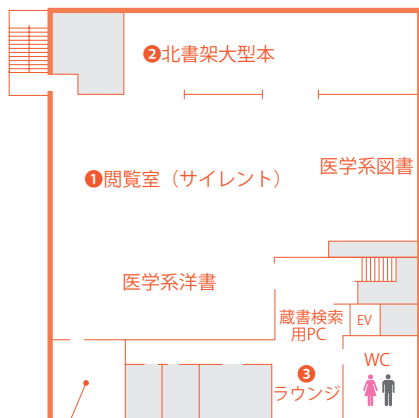 ❷北書架大型本
医学系図書
❶閲覧室（サイレント）
医学系洋書
蔵書検索
用PC
EV
WC
❸
ラウンジ